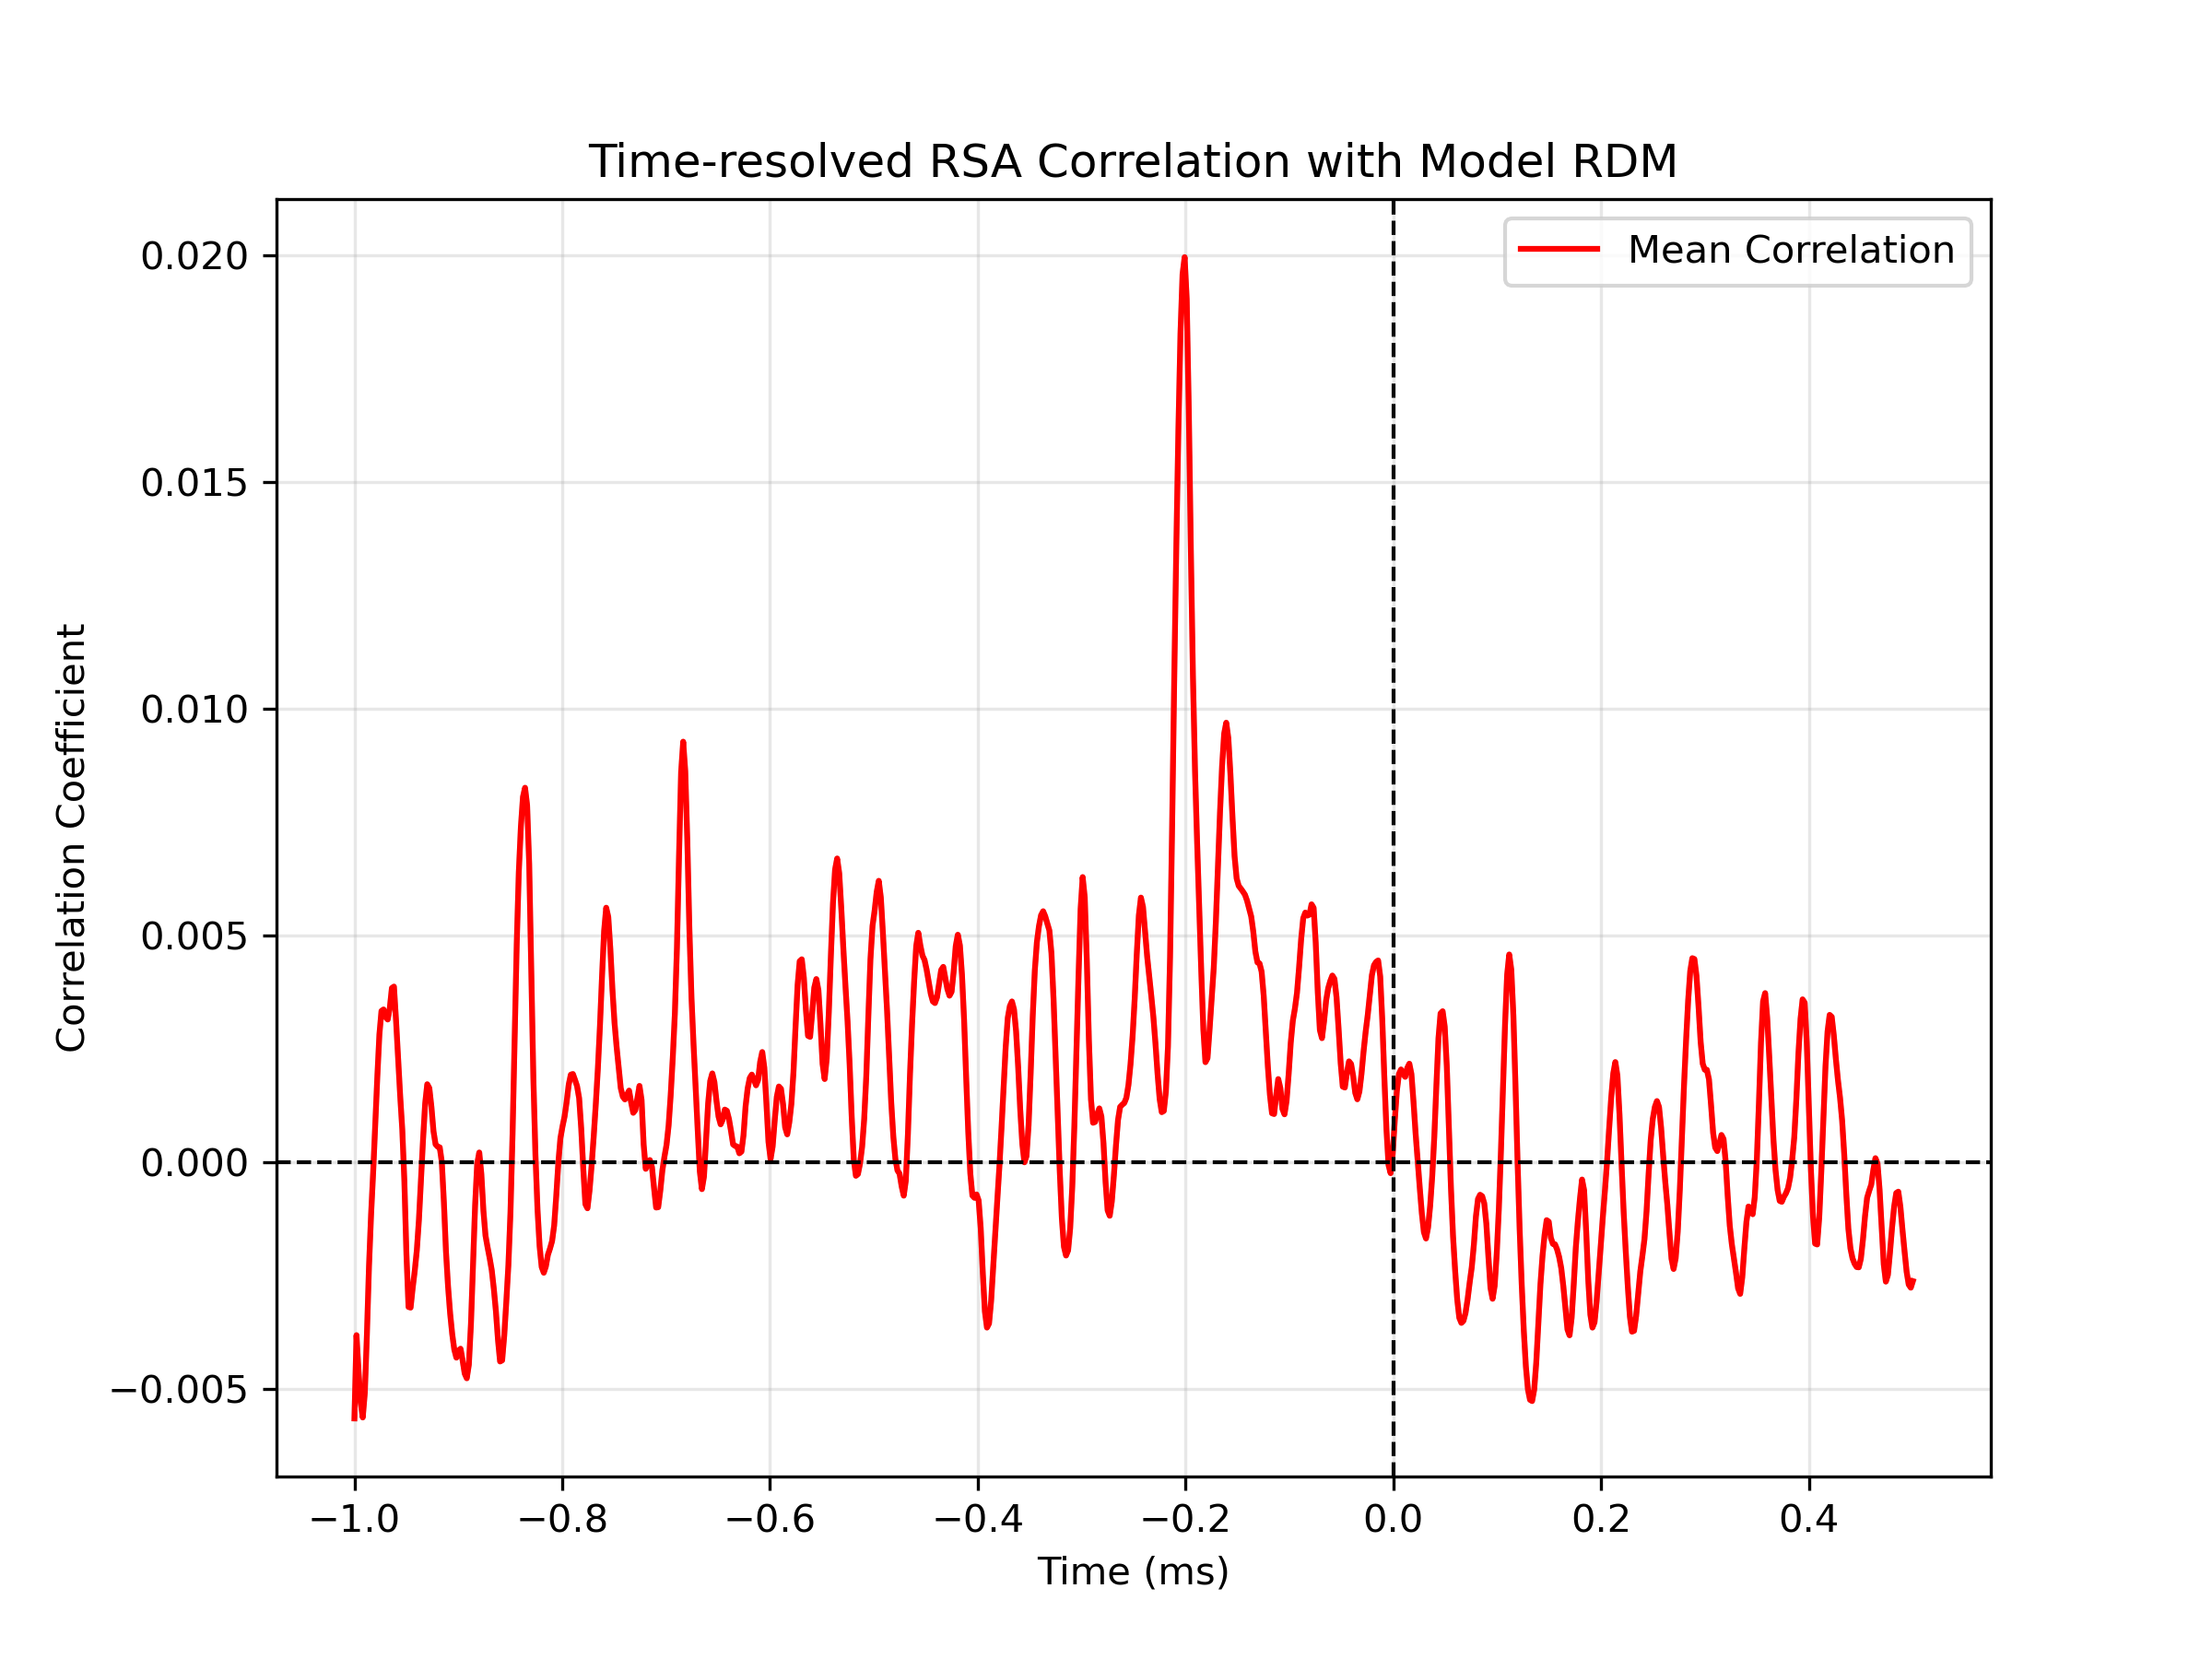 Time-resolved RSA Correlation with Model RDM
Mean Correlation
Correlation Coefficient
0.020
0.015
0.010
0.005
0.000
−0.005
−1.0 −0.8 −0.6 −0.4 −0.2 0.0 0.2 0.4
Time (ms)